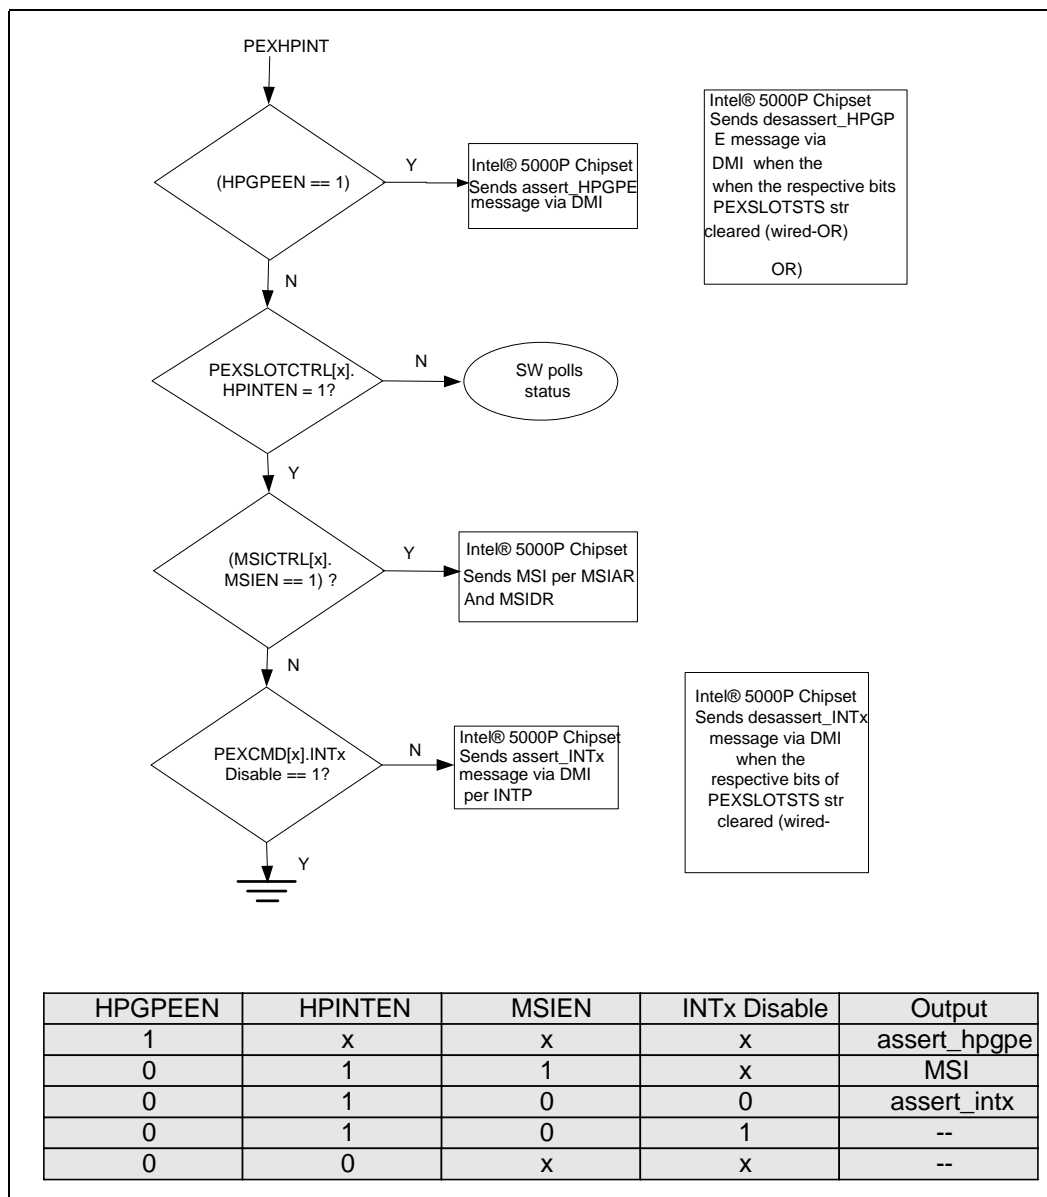 PEXHPINT
(HPGPEEN == 1)
Y
Intel® 5000P Chipset
Sends assert_HPGPE
message via DMI
Intel® 5000P Chipset
Sends desassert_HPGP
E message via
DMI when the
when the respective bits
PEXSLOTSTS str
cleared (wired-OR)
OR)
N
PEXSLOTCTRL[x].
HPINTEN = 1?
N
SW polls
status
Y
(MSICTRL[x].
MSIEN == 1) ?
Y
Intel® 5000P Chipset
Sends MSI per MSIAR
And MSIDR
N
PEXCMD[x].INTx
Disable == 1?
N
Intel® 5000P Chipset
Sends assert_INTx
message via DMI
per INTP
Intel® 5000P Chipset
Sends desassert_INTx
message via DMI
when the
respective bits of
PEXSLOTSTS str
cleared (wired-
Y
HPGPEEN HPINTEN MSIEN INTx Disable Output
1 x x x assert_hpgpe
0 1 1 x MSI
0 1 0 0 assert_intx
0 1 0 1 --
0 0 x x --